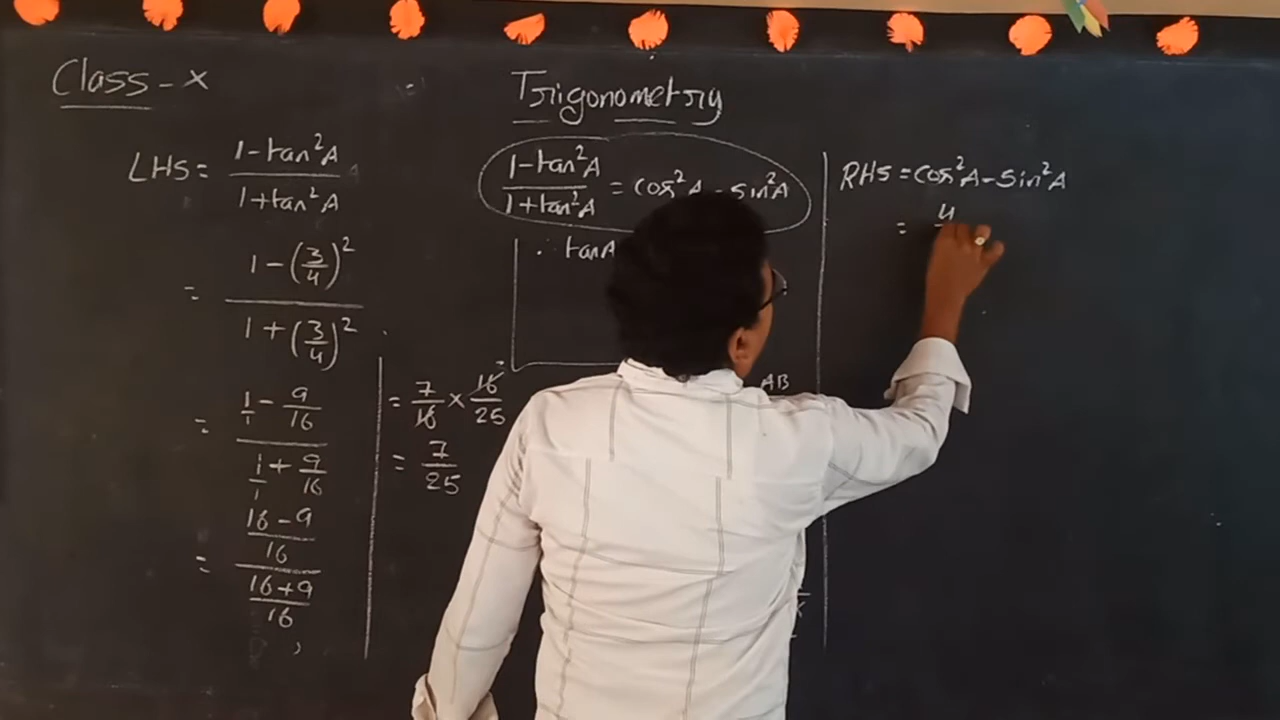 Class - X
Trigonometry
LHS = 1 - tan²A / 1 + tan²A
= 1 - (3/4)² / 1 + (3/4)²
= 1/1 - 9/16 / 1/1 + 9/16
= 16 - 9 / 16 / 16 + 9 / 16
= 7/16 × 16/25
= 7/25
1 - tan²A / 1 + tan²A = cos²A - sin²A
∴ tanA
AB
RHS = cos²A - sin²A
= 4